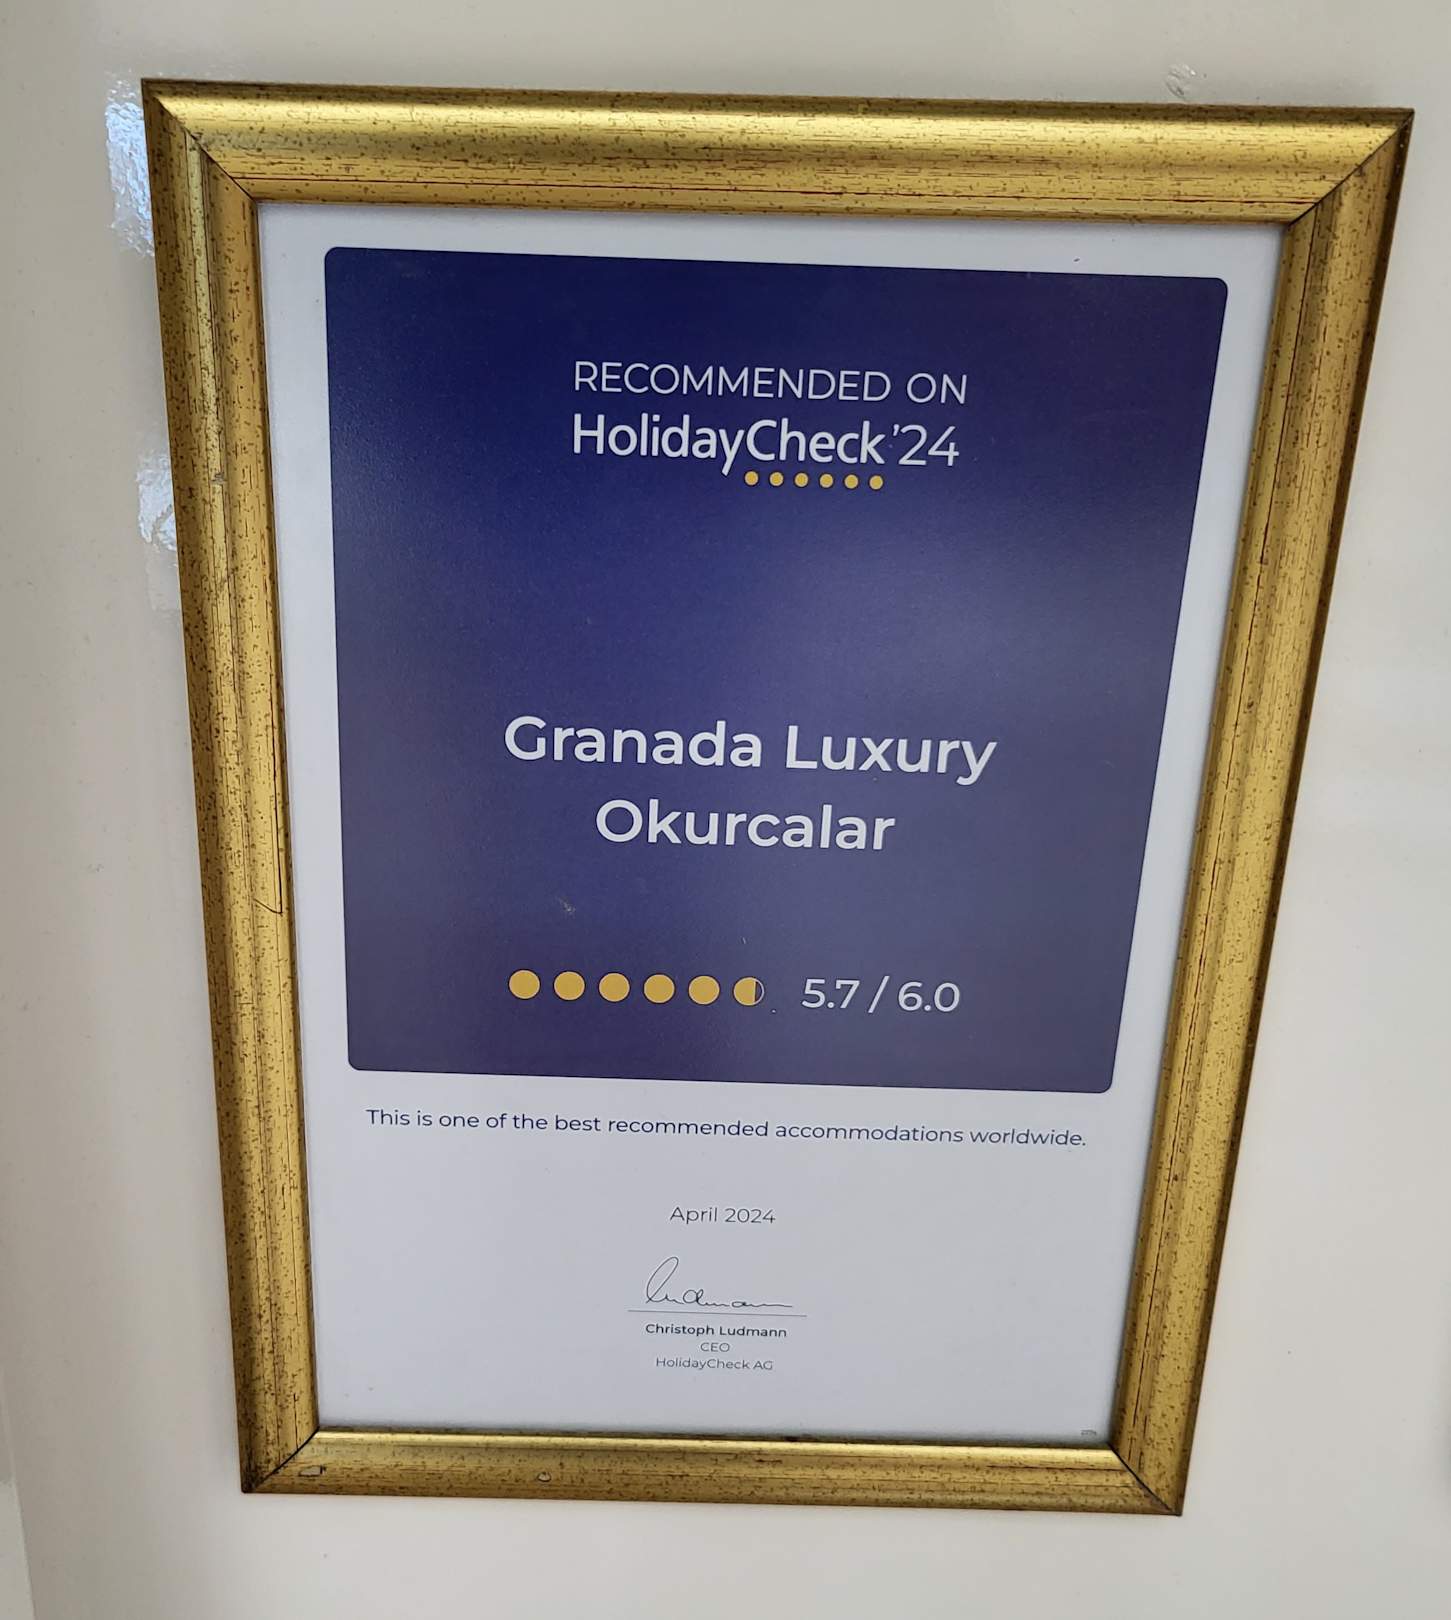 RECOMMENDED ON
HolidayCheck '24
Granada Luxury
Okurcalar
5.7 / 6.0
This is one of the best recommended accommodations worldwide.
April 2024
Christoph Ludmann
CEO
HolidayCheck AG